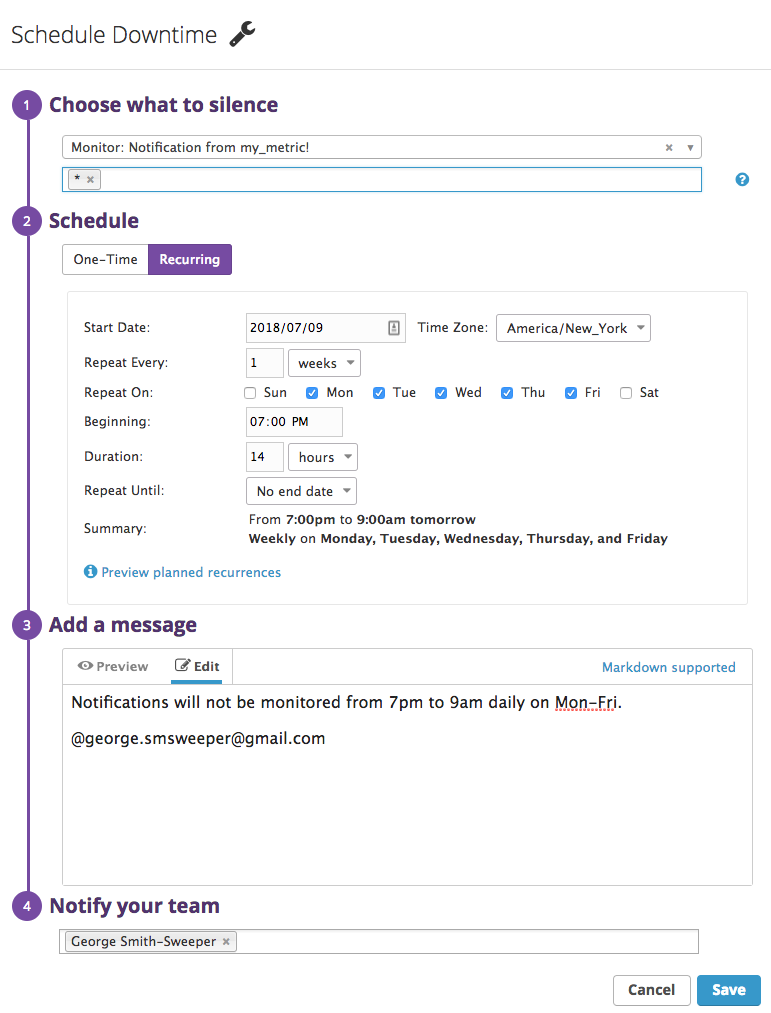 Schedule Downtime
1 Choose what to silence
Monitor: Notification from my_metric! × ▼
* × ?
2 Schedule
One-Time Recurring
Start Date: 2018/07/09 Time Zone: America/New_York
Repeat Every: 1 weeks
Repeat On: Sun Mon Tue Wed Thu Fri Sat
Beginning: 07:00 PM
Duration: 14 hours
Repeat Until: No end date
Summary: From 7:00pm to 9:00am tomorrow
Weekly on Monday, Tuesday, Wednesday, Thursday, and Friday
Preview planned recurrences
3 Add a message
Preview Edit Markdown supported
Notifications will not be monitored from 7pm to 9am daily on Mon-Fri.
@george.smsweeper@gmail.com
4 Notify your team
George Smith-Sweeper ×
Cancel Save